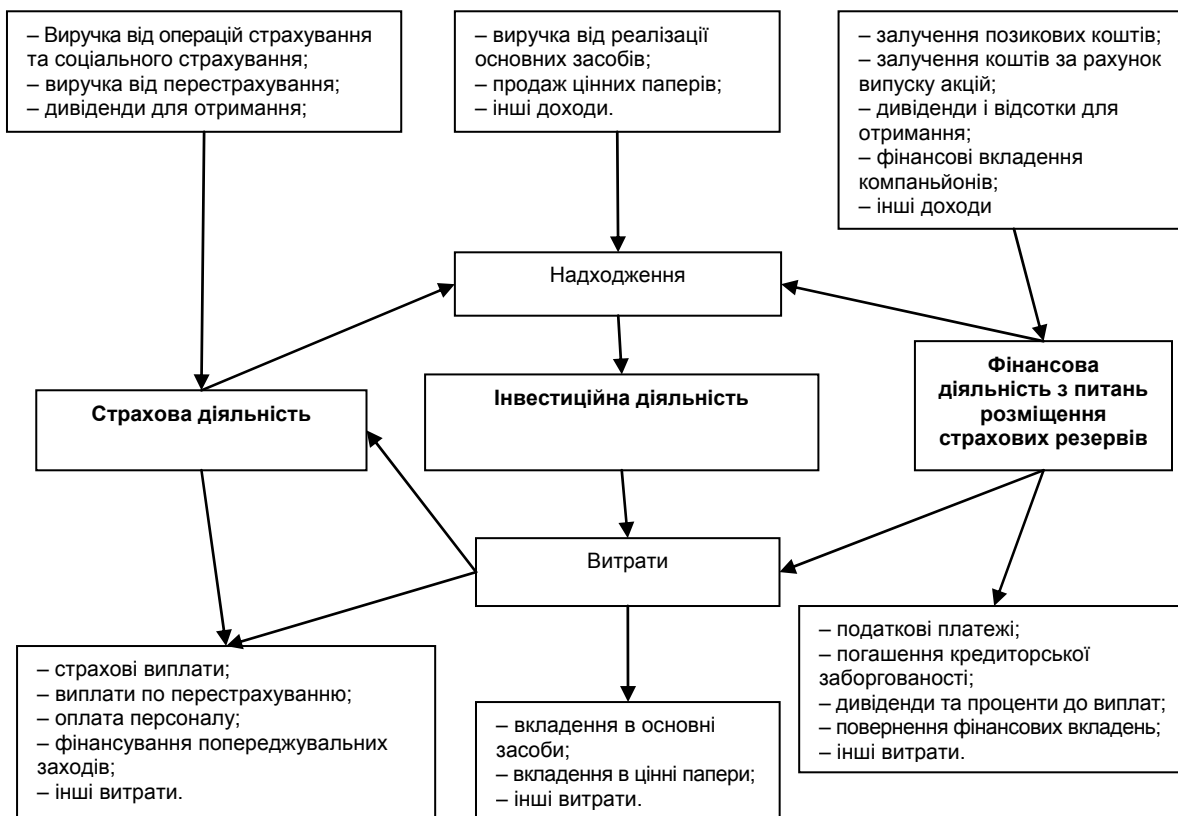 – Виручка від операцій страхування
та соціального страхування;
– виручка від перестрахування;
– дивіденди для отримання;
– виручка від реалізації
основних засобів;
– продаж цінних паперів;
– інші доходи.
– залучення позикових коштів;
– залучення коштів за рахунок
випуску акцій;
– дивіденди і відсотки для
отримання;
– фінансові вкладення
компаньйонів;
– інші доходи
Надходження
Страхова діяльність
Інвестиційна діяльність
Фінансова
діяльність з питань
розміщення
страхових резервів
Витрати
– страхові виплати;
– виплати по перестрахуванню;
– оплата персоналу;
– фінансування попереджувальних
заходів;
– інші витрати.
– вкладення в основні
засоби;
– вкладення в цінні папери;
– інші витрати.
– податкові платежі;
– погашення кредиторської
заборгованості;
– дивіденди та проценти до виплат;
– повернення фінансових вкладень;
– інші витрати.